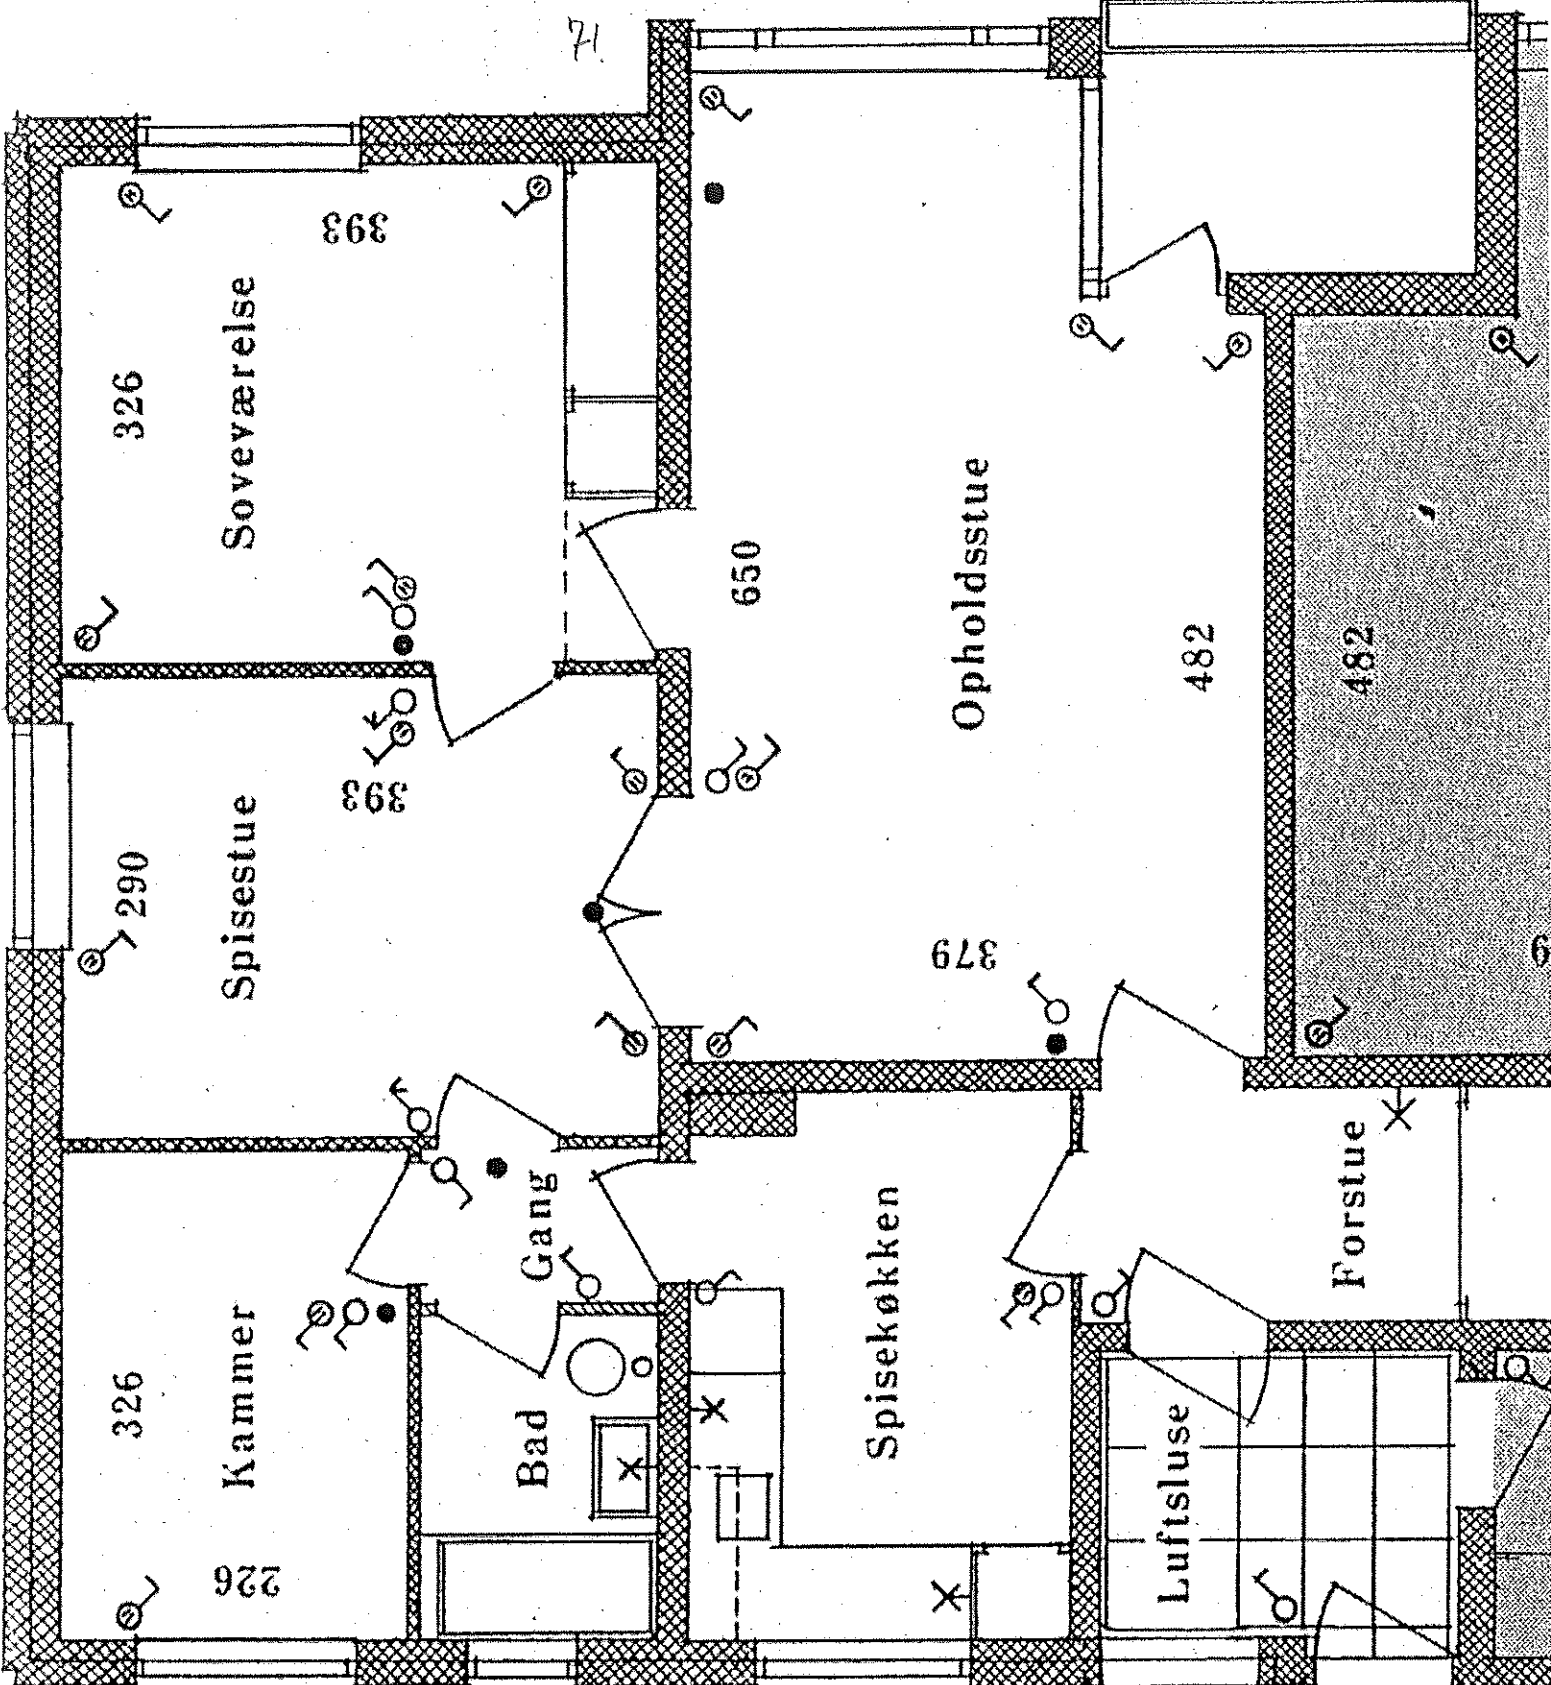 71.
393
326
Soveværelse
650
Opholdsstue
482
482
290
393
Spisestue
379
Gang
326
Kammer
226
Bad
Spisekøkken
Forstue
Luftsluse